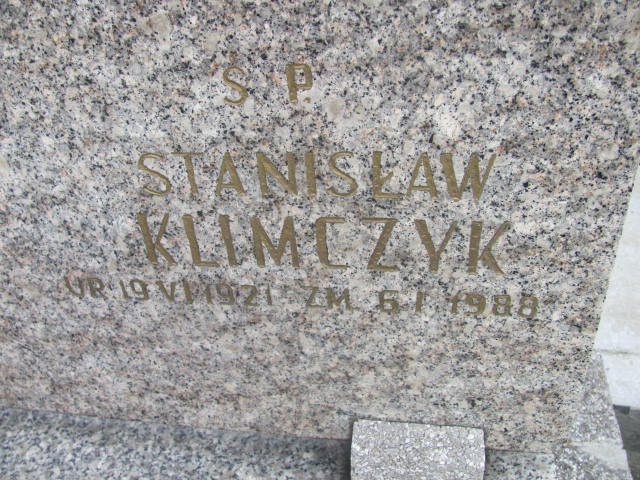 Ś P.
STANISŁAW
KLIMCZYK
UR 19 VI 1921 ZM. 6 I 1988